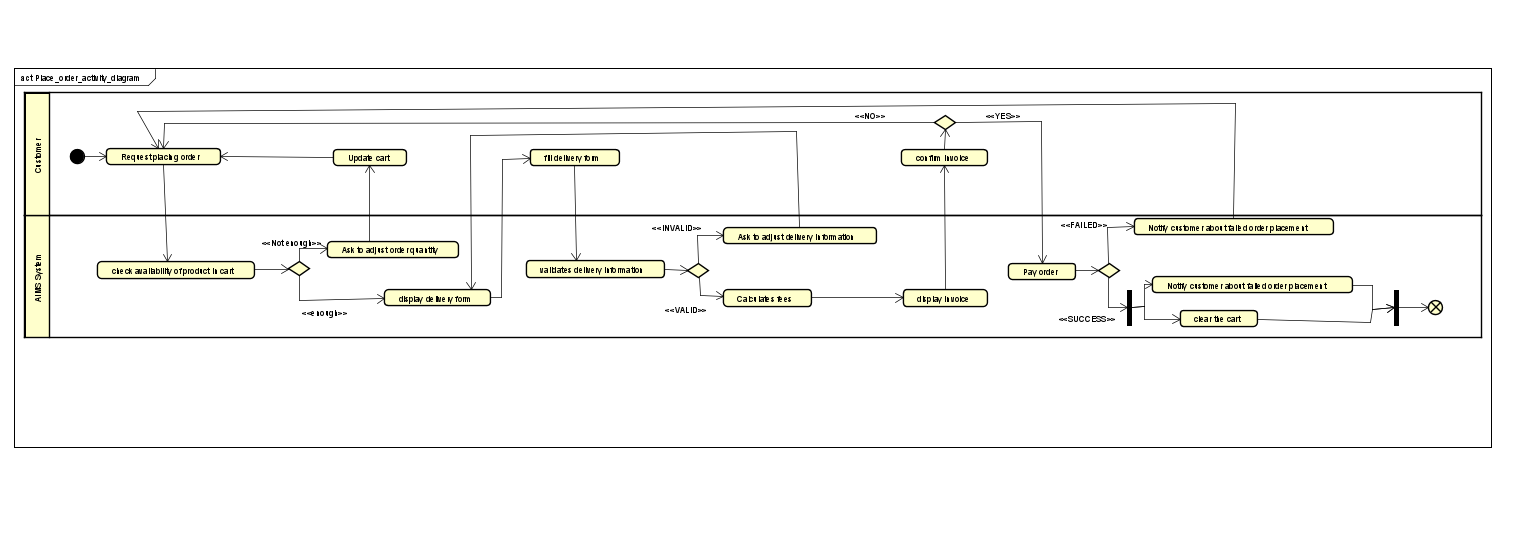 act Place_order_activity_diagram
Customer
<<NO>>
<<YES>>
Request placing order
Update cart
fill delivery form
confirm invoice
AIMS System
<<Not enough>>
Ask to adjust order quantity
<<INVALID>>
Ask to adjust delivery information
<<FAILED>>
Notify customer about failed order placement
check availability of product in cart
validates delivery information
Pay order
<<enough>>
display delivery form
<<VALID>>
Calculates fees
display invoice
<<SUCCESS>>
Notify customer about failed order placement
clear the cart